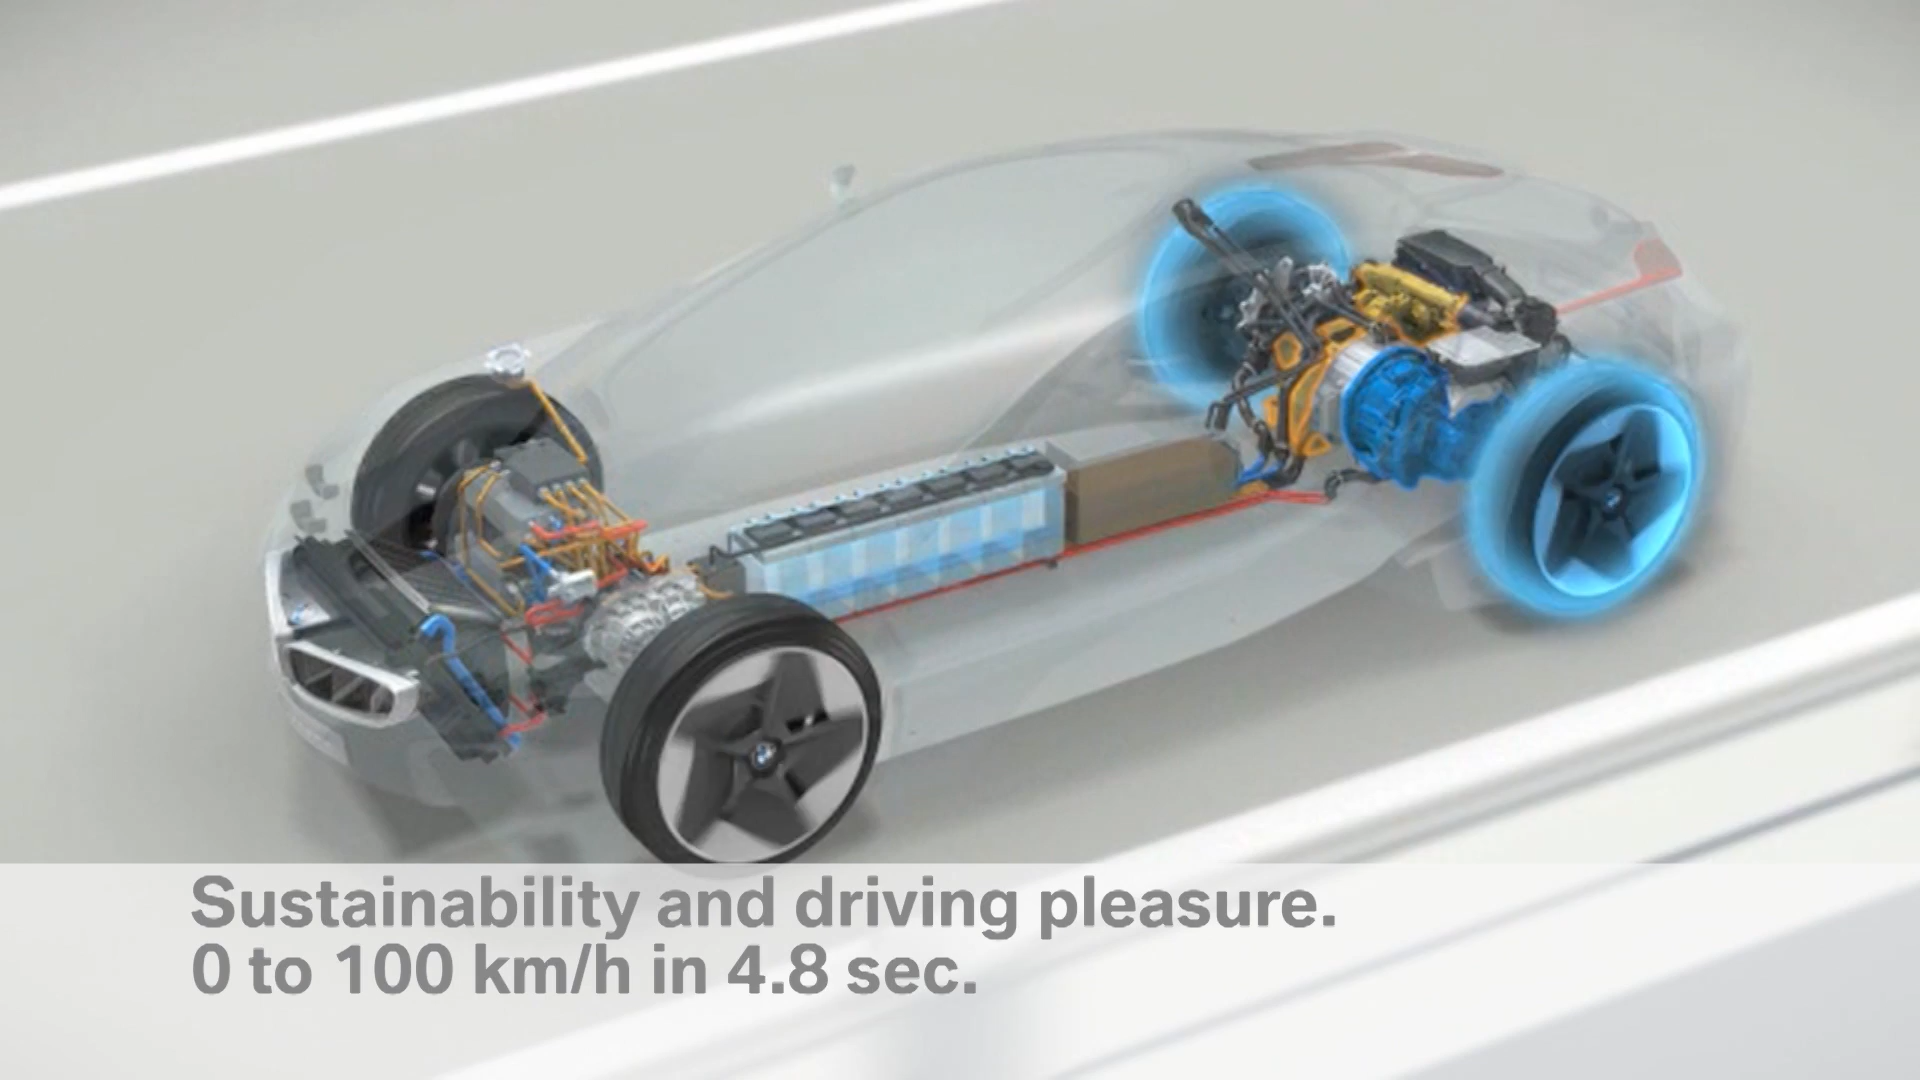 Sustainability and driving pleasure.
0 to 100 km/h in 4.8 sec.